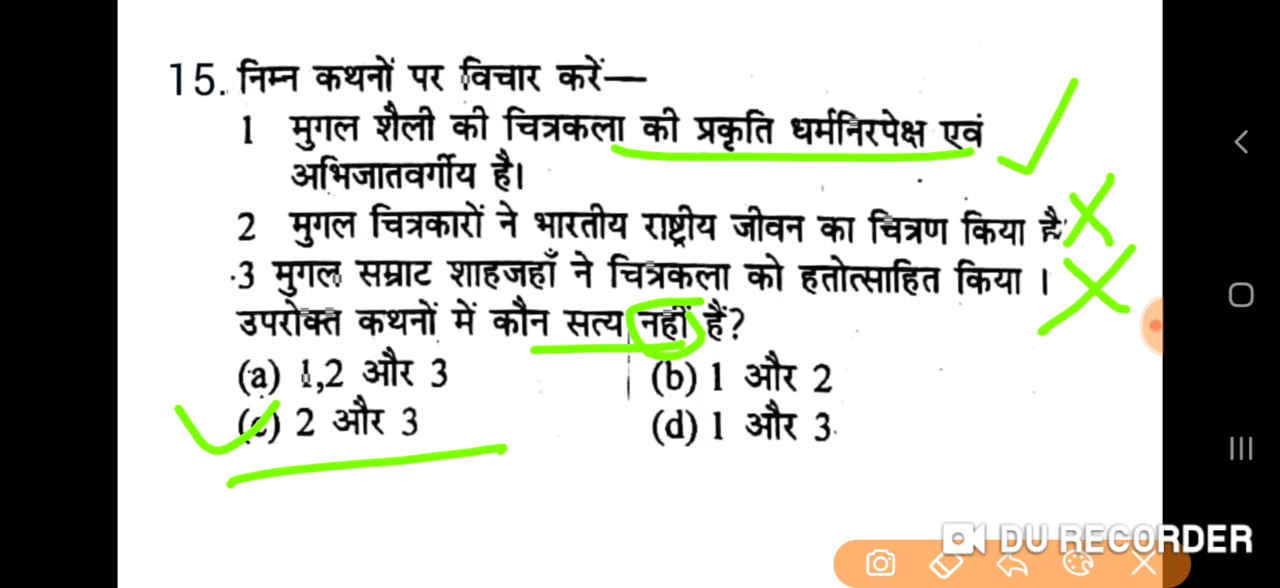 15. निम्न कथनों पर विचार करें—
1 मुगल शैली की चित्रकला की प्रकृति धर्मनिरपेक्ष एवं
अभिजातवर्गीय है।
2 मुगल चित्रकारों ने भारतीय राष्ट्रीय जीवन का चित्रण किया है
.3 मुगल सम्राट शाहजहाँ ने चित्रकला को हतोत्साहित किया ।
उपरोक्त कथनों में कौन सत्य नहीं हैं?
(a) 1,2 और 3 (b) 1 और 2
(c) 2 और 3 (d) 1 और 3.
DU RECORDER